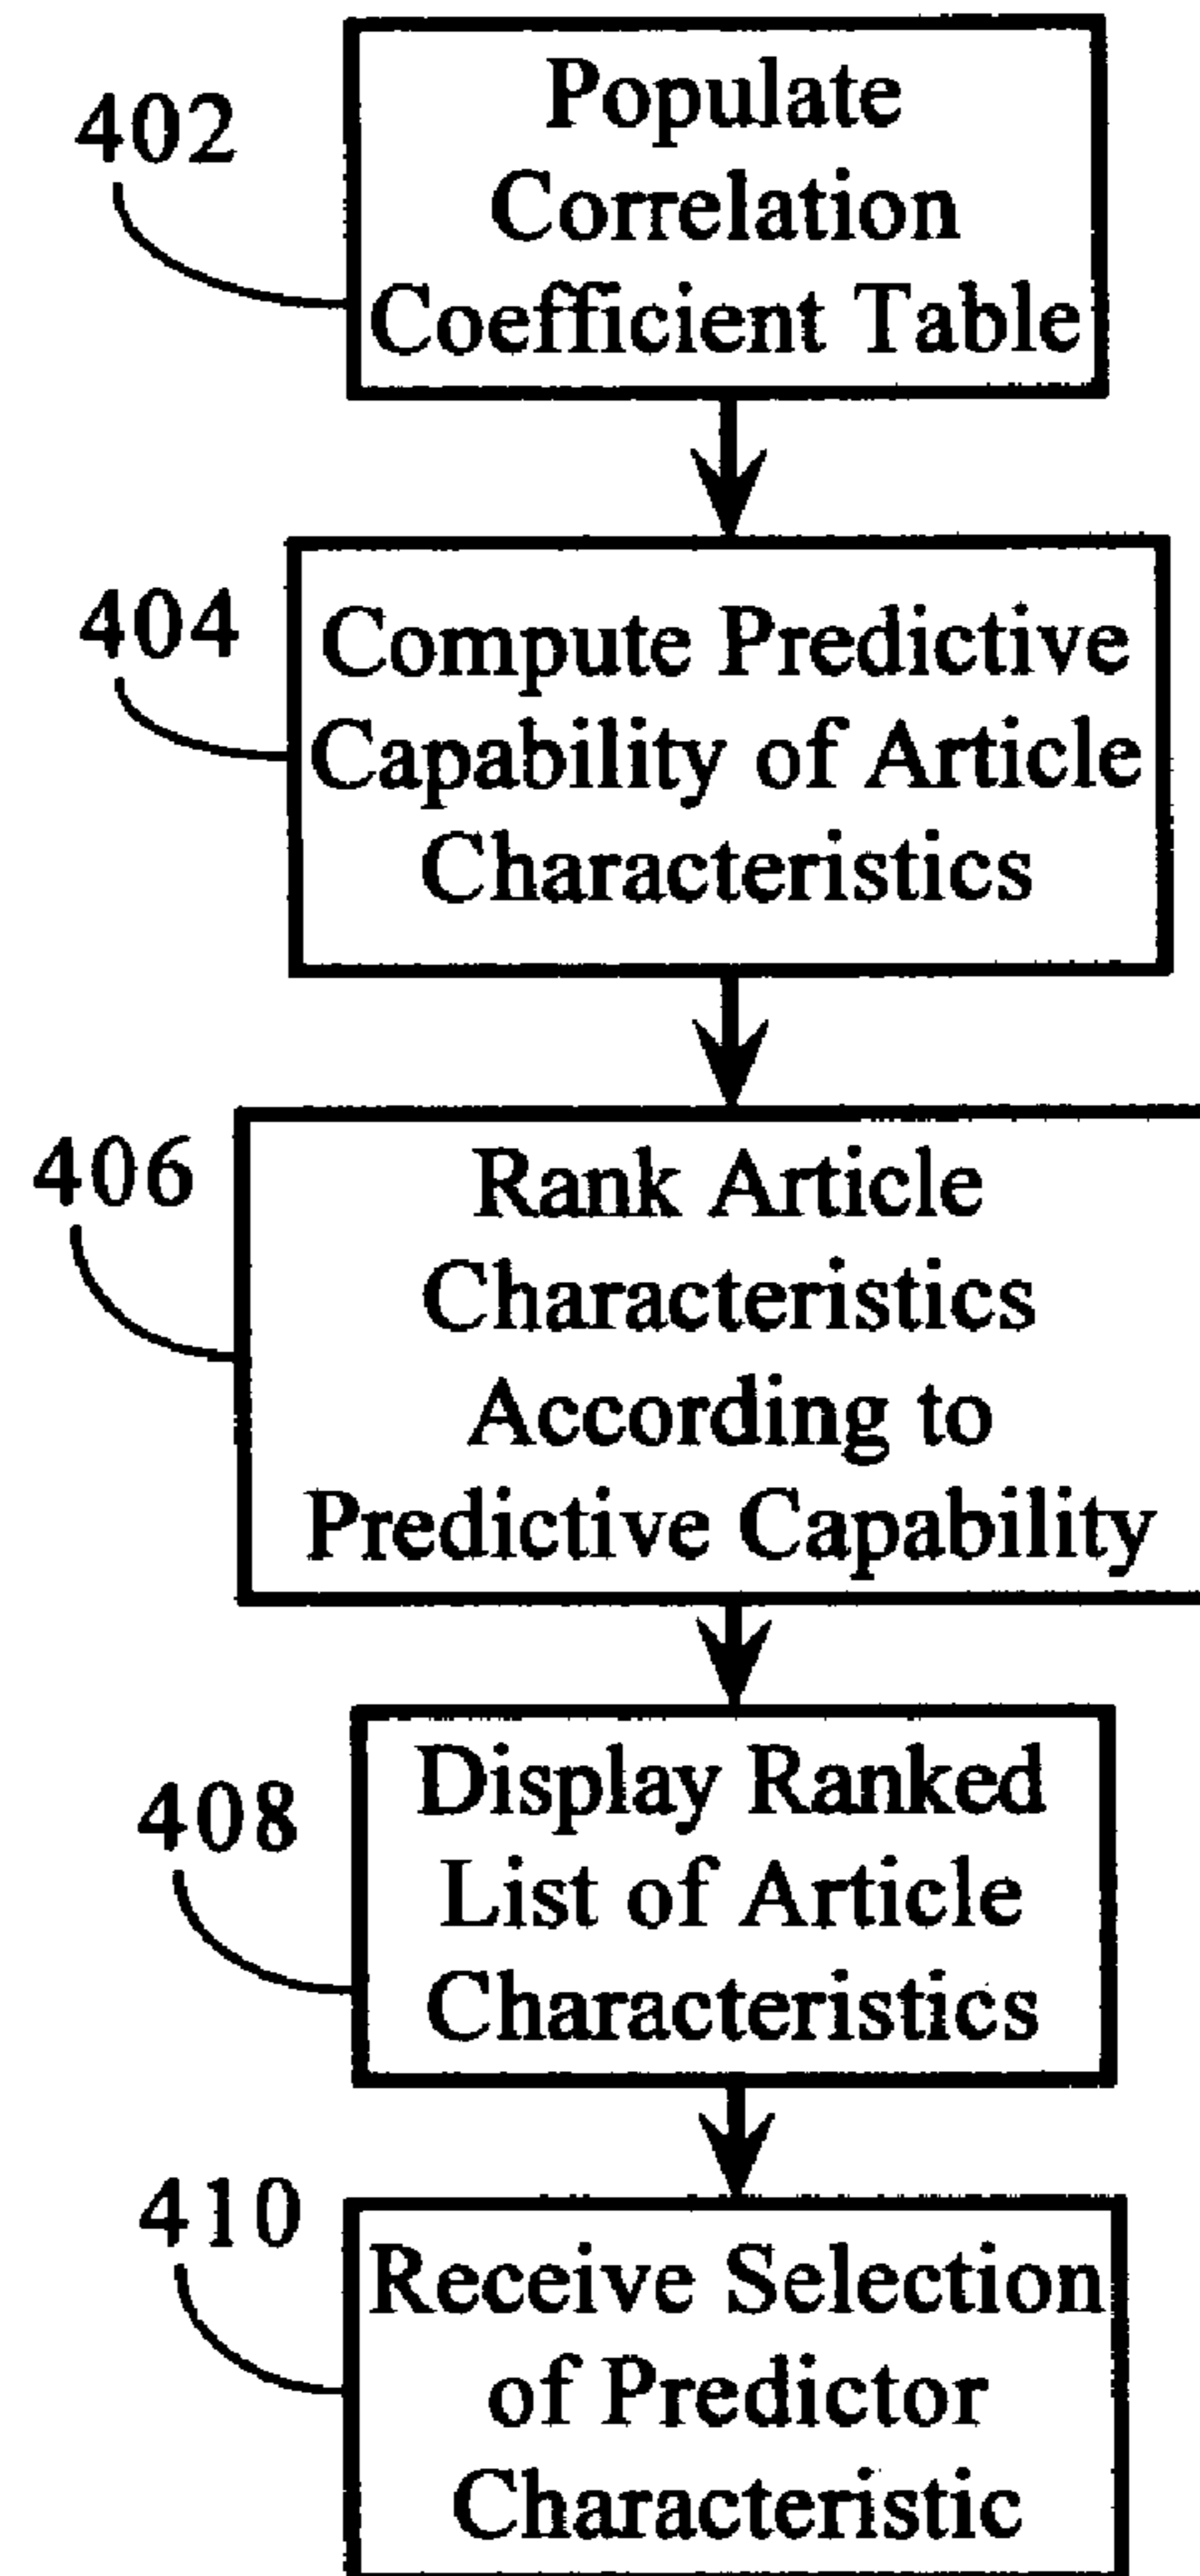 402
Populate
Correlation
Coefficient Table
404
Compute Predictive
Capability of Article
Characteristics
406
Rank Article
Characteristics
According to
Predictive Capability
408
Display Ranked
List of Article
Characteristics
410
Receive Selection
of Predictor
Characteristic